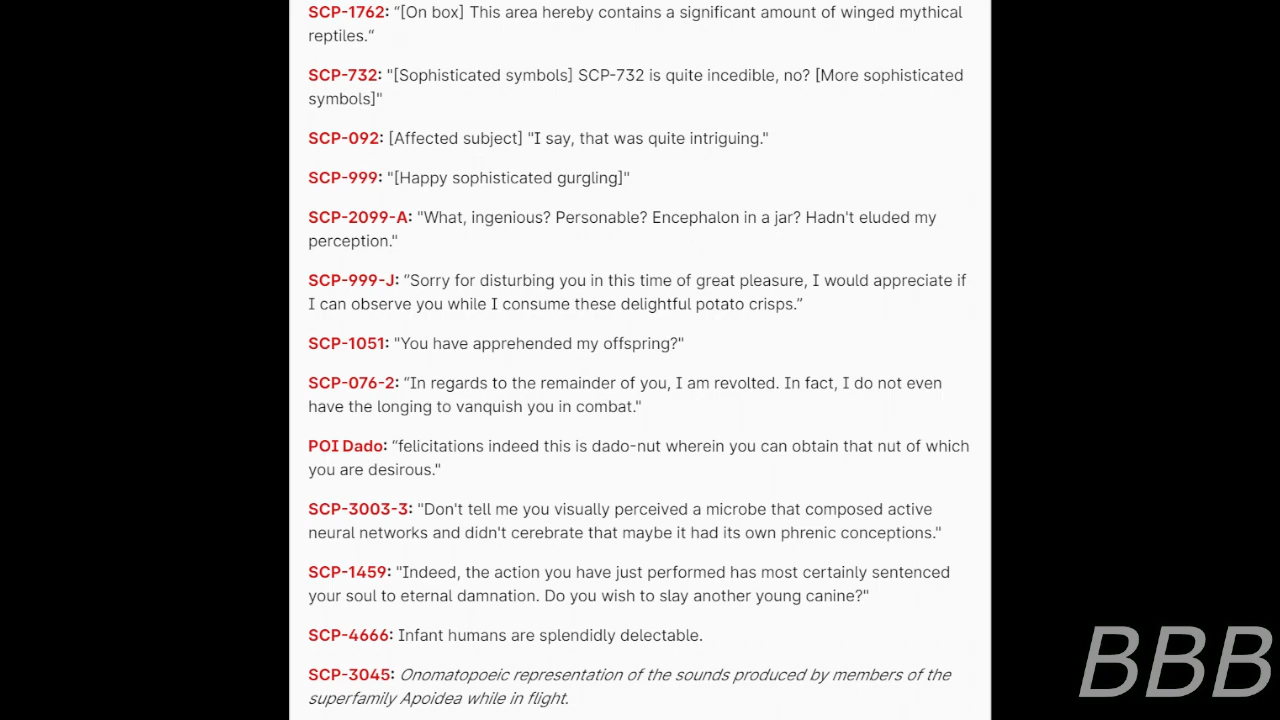 SCP-1762: “[On box] This area hereby contains a significant amount of winged mythical
reptiles.“
SCP-732: "[Sophisticated symbols] SCP-732 is quite incedible, no? [More sophisticated
symbols]"
SCP-092: [Affected subject] "I say, that was quite intriguing."
SCP-999: "[Happy sophisticated gurgling]"
SCP-2099-A: "What, ingenious? Personable? Encephalon in a jar? Hadn't eluded my
perception."
SCP-999-J: “Sorry for disturbing you in this time of great pleasure, I would appreciate if
I can observe you while I consume these delightful potato crisps.”
SCP-1051: "You have apprehended my offspring?"
SCP-076-2: “In regards to the remainder of you, I am revolted. In fact, I do not even
have the longing to vanquish you in combat."
POI Dado: “felicitations indeed this is dado-nut wherein you can obtain that nut of which
you are desirous."
SCP-3003-3: "Don't tell me you visually perceived a microbe that composed active
neural networks and didn't cerebrate that maybe it had its own phrenic conceptions."
SCP-1459: "Indeed, the action you have just performed has most certainly sentenced
your soul to eternal damnation. Do you wish to slay another young canine?"
SCP-4666: Infant humans are splendidly delectable.
SCP-3045: Onomatopoeic representation of the sounds produced by members of the
superfamily Apoidea while in flight.
BBB